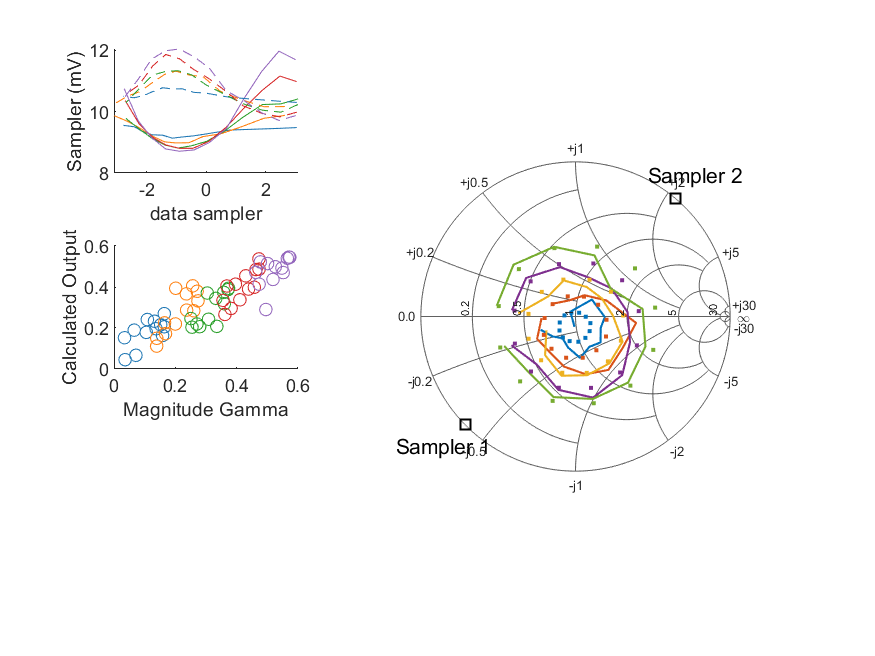 12
10
8
Sampler (mV)
-2
0
2
data sampler
0.6
0.4
0.2
0
Calculated Output
0
0.2
0.4
0.6
Magnitude Gamma
+j1
+j0.5
+j2
Sampler 2
+j0.2
+j5
0.0
0.2
0.5
1
2
5
30
+j30
∞
-j30
-j0.2
-j5
Sampler 1
-j0.5
-j2
-j1